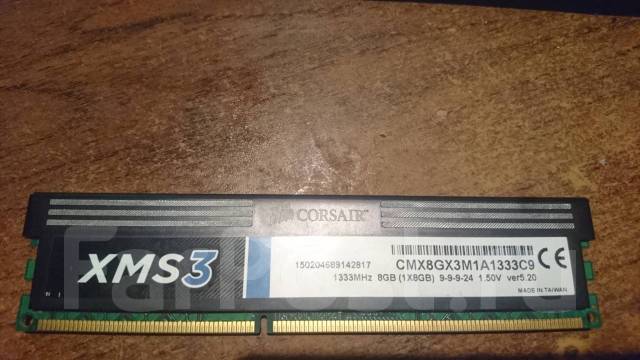 CORSAIR
XMS3
150204689142817
CMX8GX3M1A1333C9
CE
1333MHz 8GB (1X8GB) 9-9-9-24 1.50V ver5.20
MADE IN TAIWAN
FarPost.ru